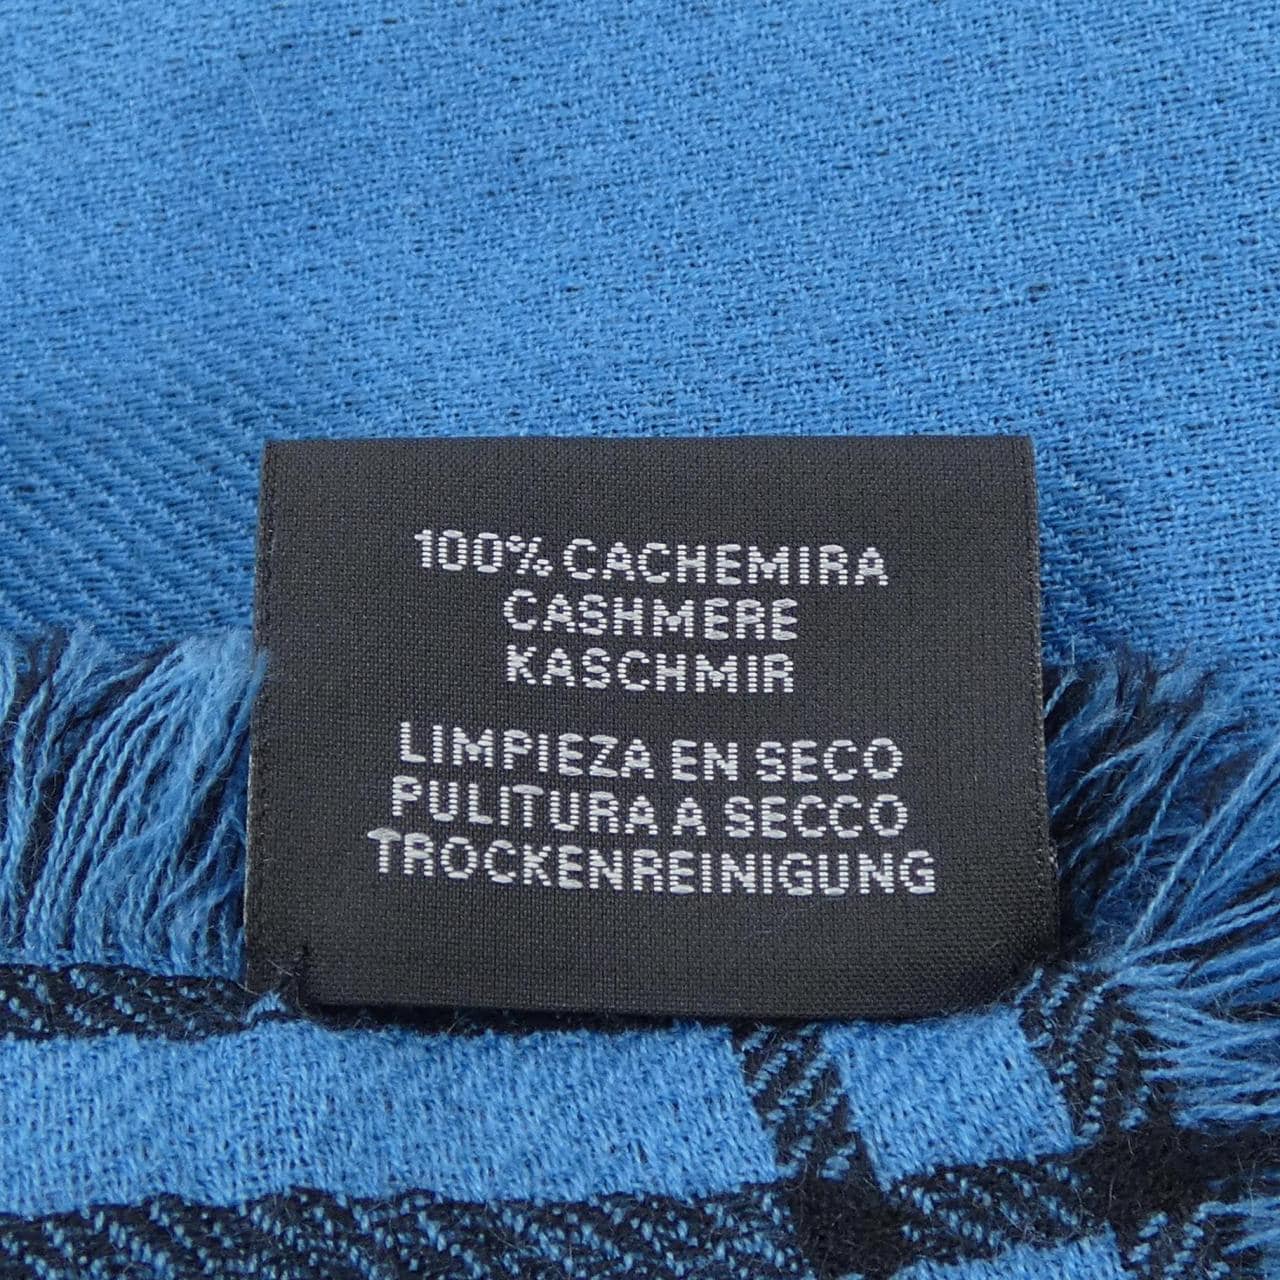 100% CACHEMIRA
CASHMERE
KASCHMIR
LIMPIEZA EN SECO
PULITURA A SECCO
TROCKENREINIGUNG